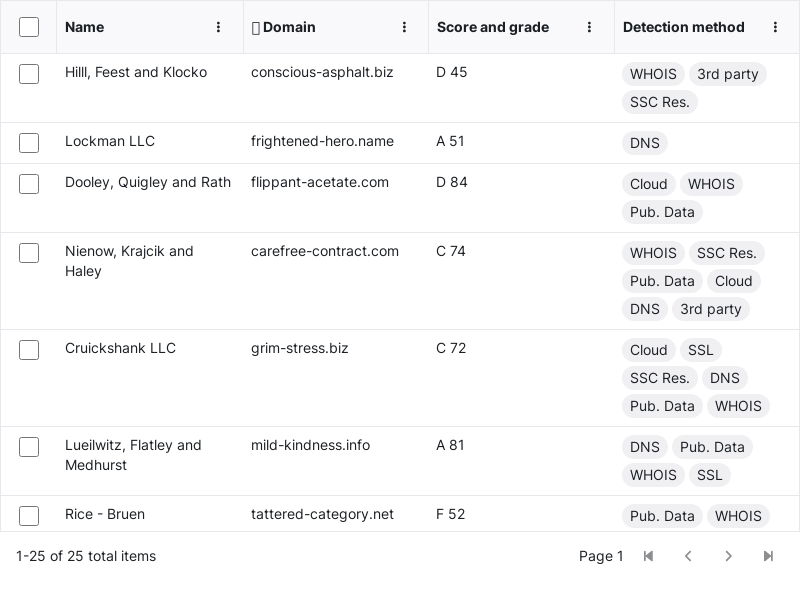 Name Domain Score and grade Detection method
Hilll, Feest and Klocko conscious-asphalt.biz D 45 WHOIS 3rd party
SSC Res.
Lockman LLC frightened-hero.name A 51 DNS
Dooley, Quigley and Rath flippant-acetate.com D 84 Cloud WHOIS
Pub. Data
Nienow, Krajcik and carefree-contract.com C 74 WHOIS SSC Res.
Haley Pub. Data Cloud
DNS 3rd party
Cruickshank LLC grim-stress.biz C 72 Cloud SSL
SSC Res. DNS
Pub. Data WHOIS
Lueilwitz, Flatley and mild-kindness.info A 81 DNS Pub. Data
Medhurst WHOIS SSL
Rice - Bruen tattered-category.net F 52 Pub. Data WHOIS
1-25 of 25 total items Page 1